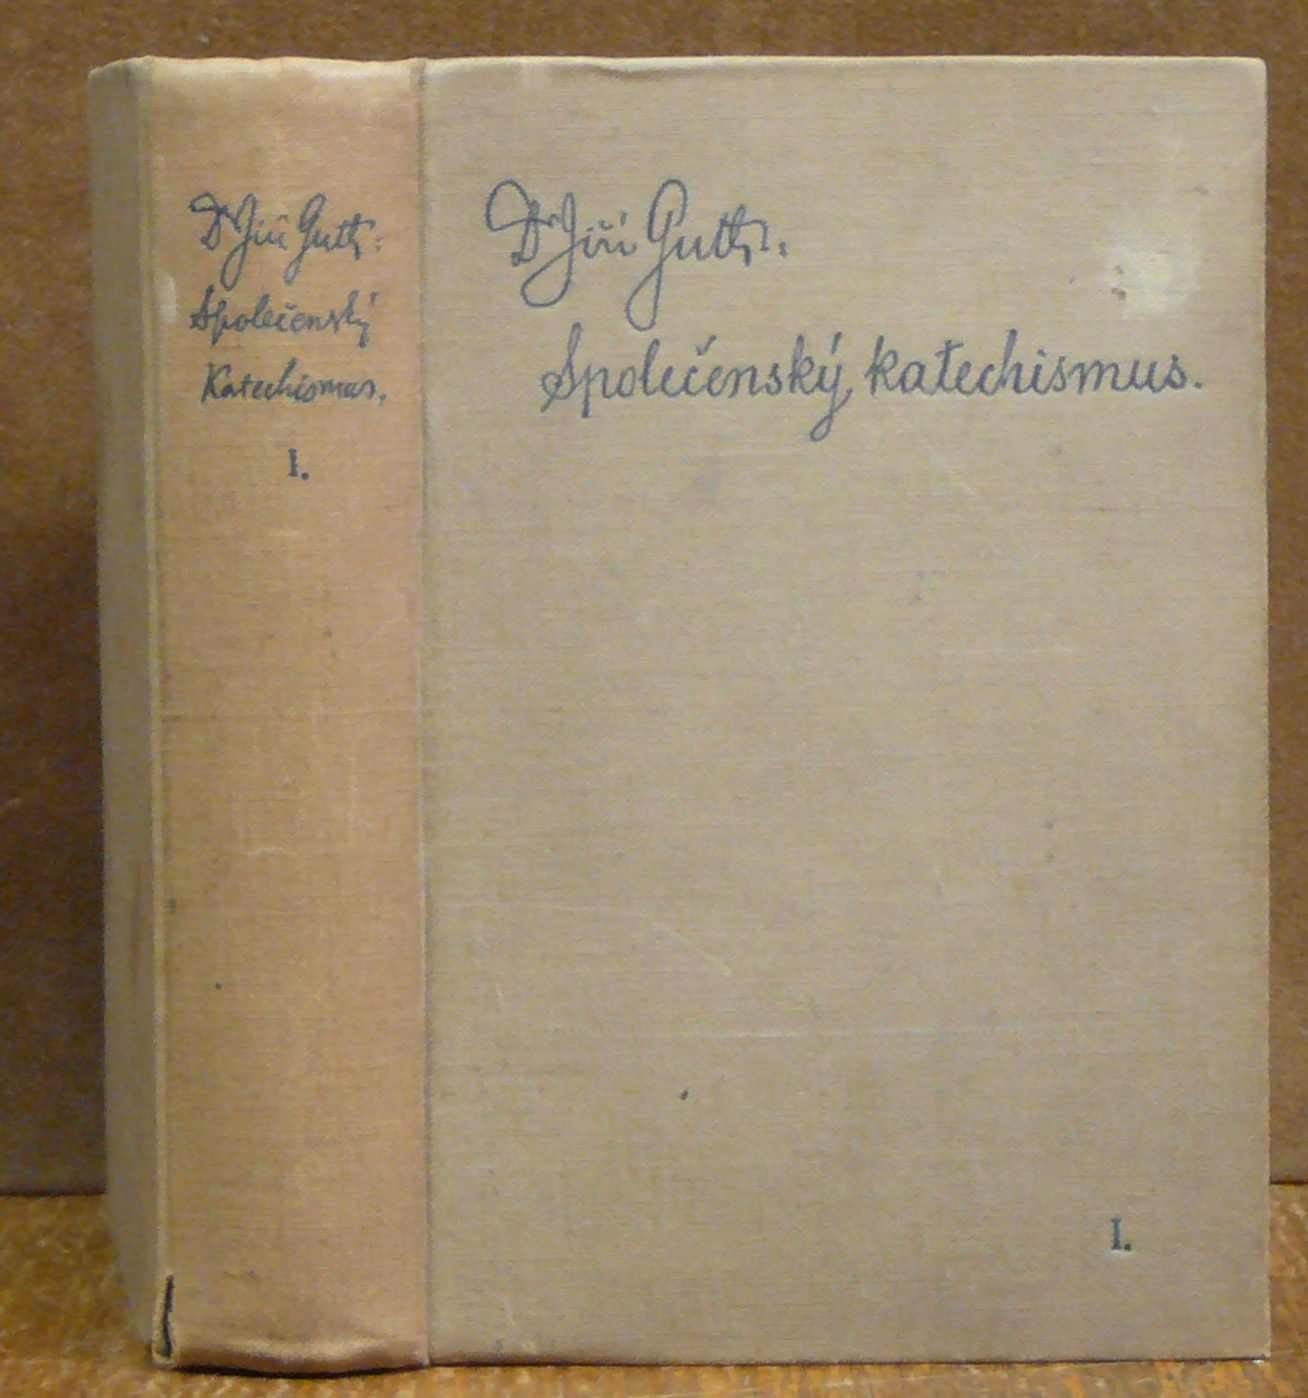 Dr Jiří Guth:
Společenský
Katechismus.
I.
Dr Jiří Guth:
Společenský katechismus.
I.